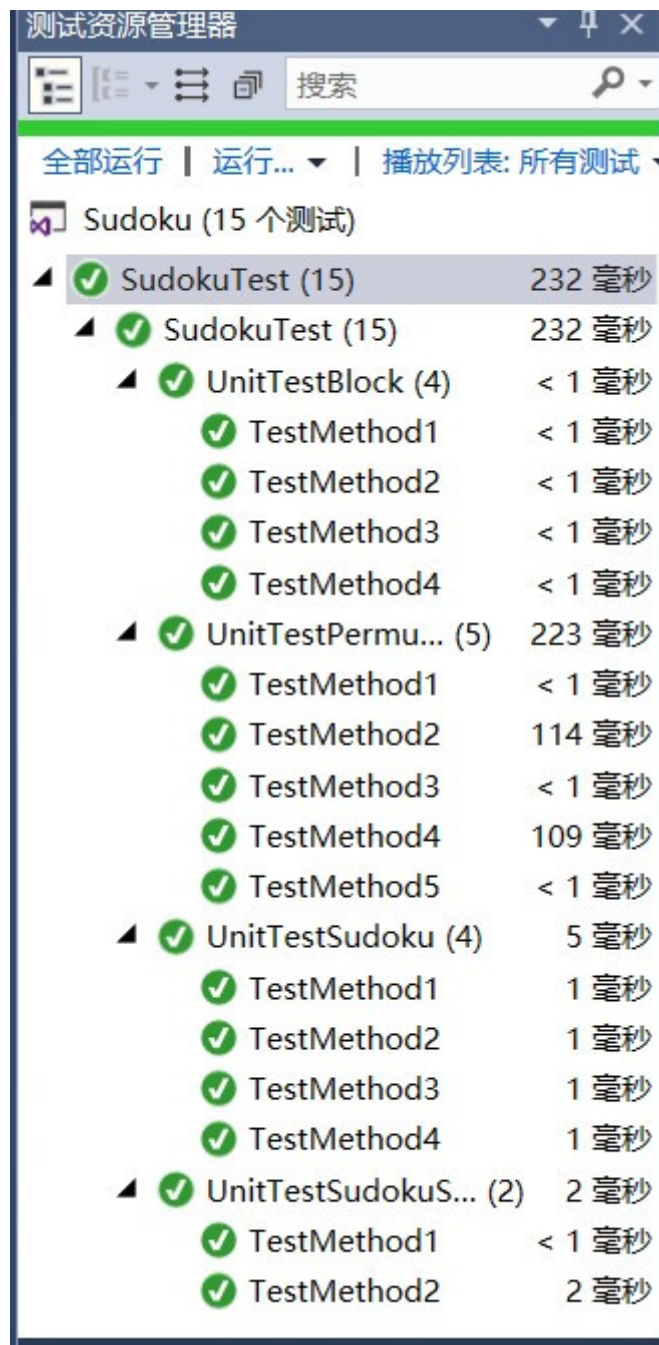 测试资源管理器
搜索
全部运行 | 运行... | 播放列表: 所有测试
Sudoku (15 个测试)
SudokuTest (15) 232 毫秒
SudokuTest (15) 232 毫秒
UnitTestBlock (4) < 1 毫秒
TestMethod1 < 1 毫秒
TestMethod2 < 1 毫秒
TestMethod3 < 1 毫秒
TestMethod4 < 1 毫秒
UnitTestPermu... (5) 223 毫秒
TestMethod1 < 1 毫秒
TestMethod2 114 毫秒
TestMethod3 < 1 毫秒
TestMethod4 109 毫秒
TestMethod5 < 1 毫秒
UnitTestSudoku (4) 5 毫秒
TestMethod1 1 毫秒
TestMethod2 1 毫秒
TestMethod3 1 毫秒
TestMethod4 1 毫秒
UnitTestSudokuS... (2) 2 毫秒
TestMethod1 < 1 毫秒
TestMethod2 2 毫秒